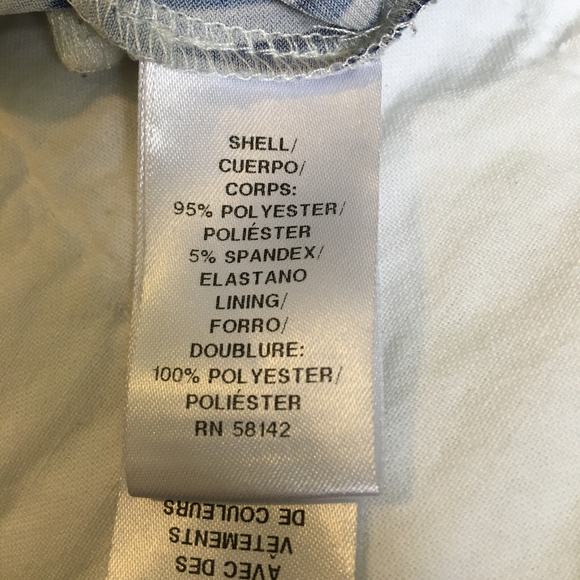 SHELL/
CUERPO/
CORPS:
95% POLYESTER/
POLIÉSTER
5% SPANDEX/
ELASTANO
LINING/
FORRO/
DOUBLURE:
100% POLYESTER/
POLIÉSTER
RN 58142
AVEC DES
VÊTEMENTS
DE COULEURS